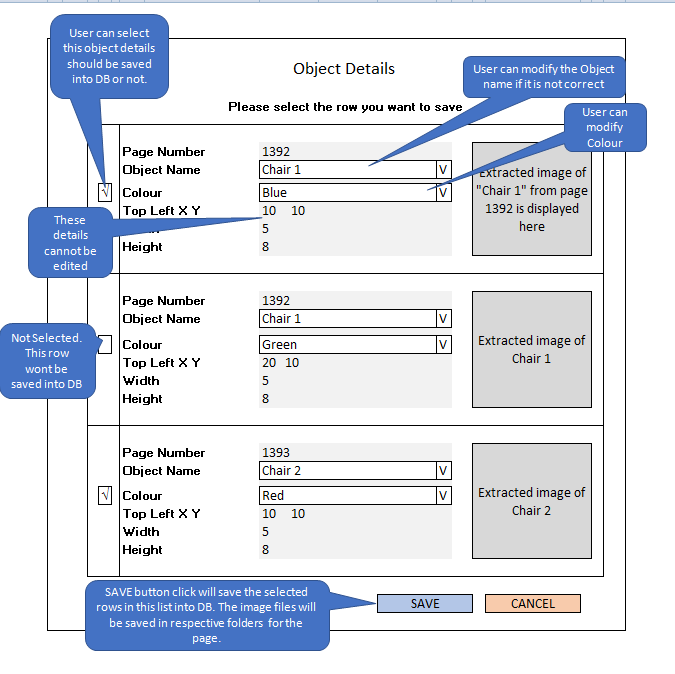 User can select
this object details
should be saved
into DB or not.
Object Details
User can modify the Object
name if it is not correct
Please select the row you want to save
User can
modify
Colour
Page Number 1392
Object Name Chair 1 V
√ Colour Blue V
Top Left X Y 10 10
5
Height 8
Extracted image of
"Chair 1" from page
1392 is displayed
here
These
details
cannot be
edited
Page Number 1392
Object Name Chair 1 V
Colour Green V
Top Left X Y 20 10
Width 5
Height 8
Extracted image of
Chair 1
Not Selected.
This row
wont be
saved into DB
Page Number 1393
Object Name Chair 2 V
√ Colour Red V
Top Left X Y 10 10
Width 5
Height 8
Extracted image of
Chair 2
SAVE button click will save the selected
rows in this list into DB. The image files will
be saved in respective folders for the
page.
SAVE CANCEL